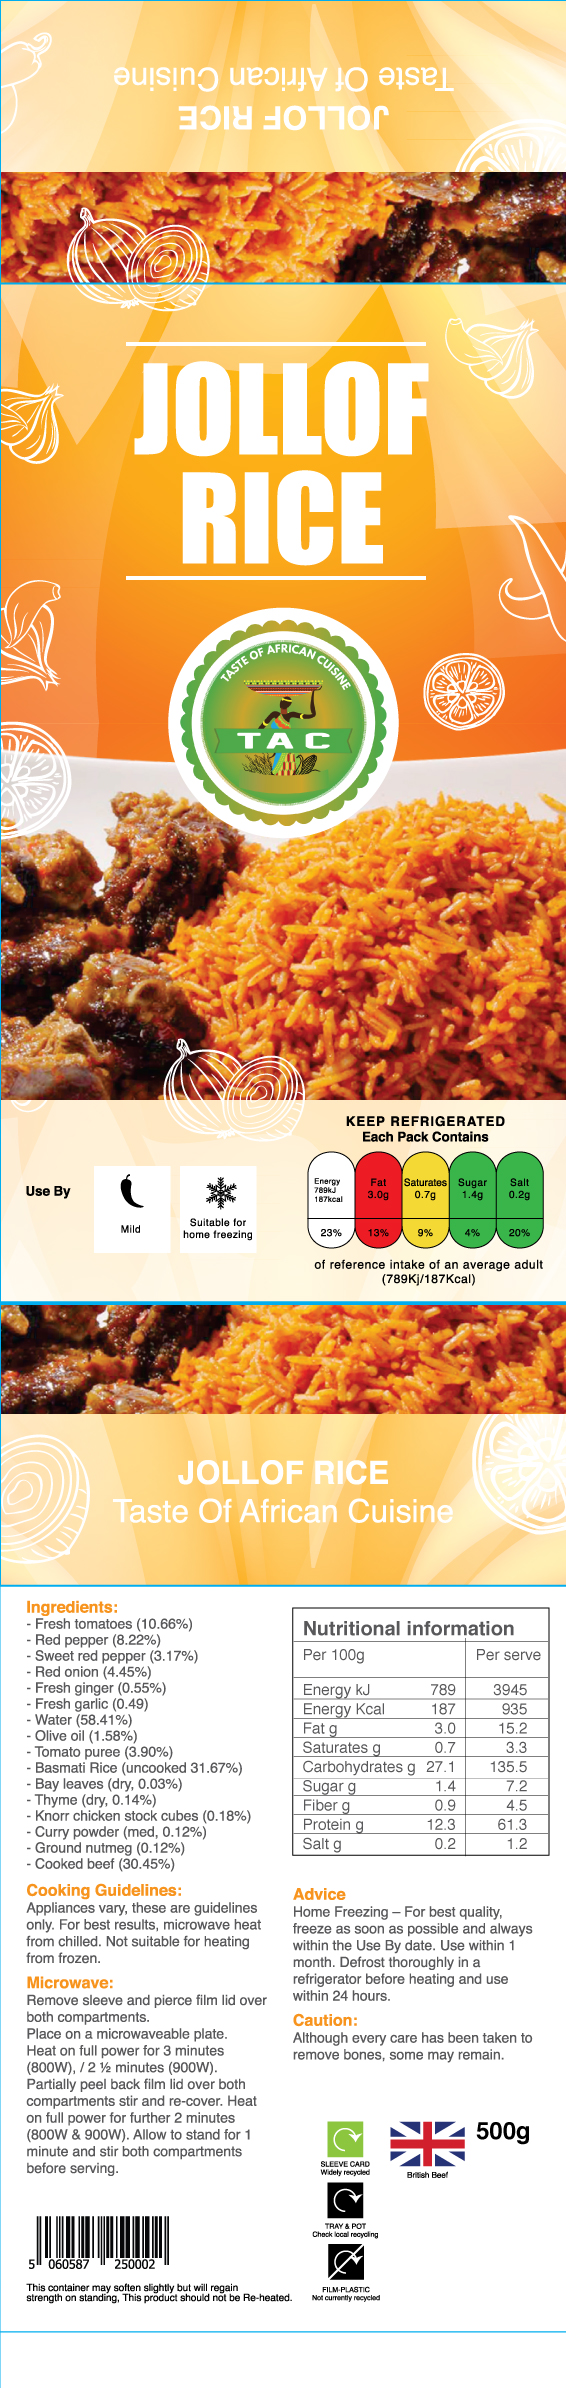 Taste Of African Cuisine
JOLLOF RICE
JOLLOF
RICE
TASTE OF AFRICAN CUISINE
TAC
KEEP REFRIGERATED
Each Pack Contains
Use By
Mild
Suitable for
home freezing
Energy
789kJ
187kcal
23%
Fat
3.0g
13%
Saturates
0.7g
9%
Sugar
1.4g
4%
Salt
0.2g
20%
of reference intake of an average adult
(789Kj/187Kcal)
JOLLOF RICE
Taste Of African Cuisine
Ingredients:
- Fresh tomatoes (10.66%)
- Red pepper (8.22%)
- Sweet red pepper (3.17%)
- Red onion (4.45%)
- Fresh ginger (0.55%)
- Fresh garlic (0.49)
- Water (58.41%)
- Olive oil (1.58%)
- Tomato puree (3.90%)
- Basmati Rice (uncooked 31.67%)
- Bay leaves (dry, 0.03%)
- Thyme (dry, 0.14%)
- Knorr chicken stock cubes (0.18%)
- Curry powder (med, 0.12%)
- Ground nutmeg (0.12%)
- Cooked beef (30.45%)
Cooking Guidelines:
Appliances vary, these are guidelines
only. For best results, microwave heat
from chilled. Not suitable for heating
from frozen.
Microwave:
Remove sleeve and pierce film lid over
both compartments.
Place on a microwaveable plate.
Heat on full power for 3 minutes
(800W), / 2 ½ minutes (900W).
Partially peel back film lid over both
compartments stir and re-cover. Heat
on full power for further 2 minutes
(800W & 900W). Allow to stand for 1
minute and stir both compartments
before serving.
Nutritional information
Per 100g Per serve
Energy kJ 789 3945
Energy Kcal 187 935
Fat g 3.0 15.2
Saturates g 0.7 3.3
Carbohydrates g 27.1 135.5
Sugar g 1.4 7.2
Fiber g 0.9 4.5
Protein g 12.3 61.3
Salt g 0.2 1.2
Advice
Home Freezing – For best quality,
freeze as soon as possible and always
within the Use By date. Use within 1
month. Defrost thoroughly in a
refrigerator before heating and use
within 24 hours.
Caution:
Although every care has been taken to
remove bones, some may remain.
SLEEVE CARD
Widely recycled
British Beef
500g
TRAY & POT
Check local recycling
FILM-PLASTIC
Not currently recycled
5 060587 250002
This container may soften slightly but will regain
strength on standing, This product should not be Re-heated.